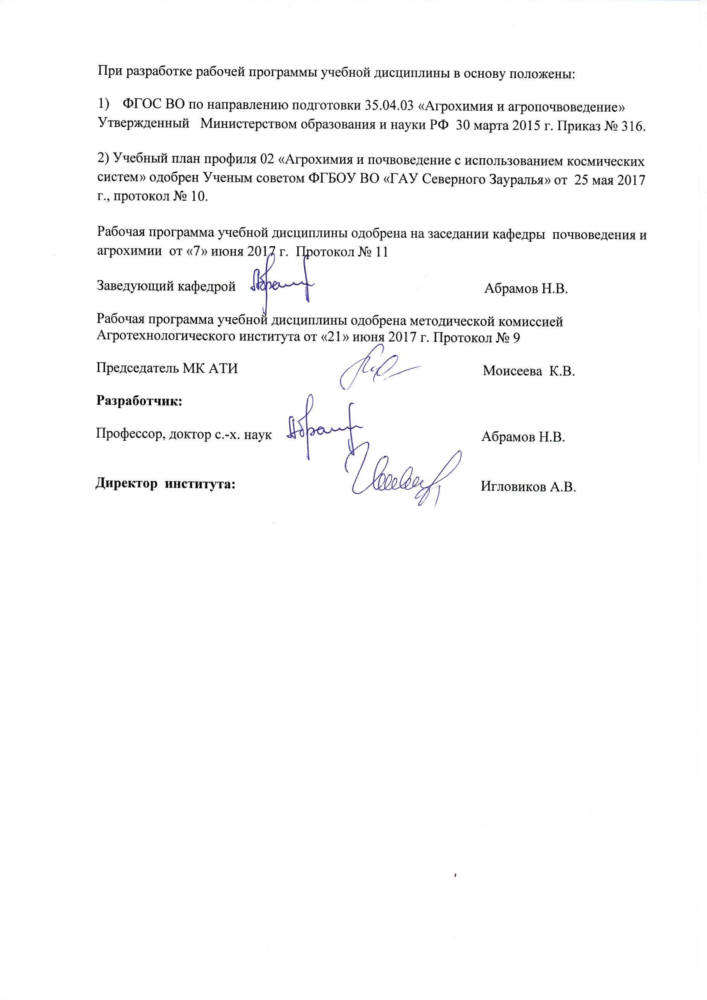 При разработке рабочей программы учебной дисциплины в основу положены:
1) ФГОС ВО по направлению подготовки 35.04.03 «Агрохимия и агропочвоведение»
Утвержденный Министерством образования и науки РФ 30 марта 2015 г. Приказ № 316.
2) Учебный план профиля 02 «Агрохимия и почвоведение с использованием космических
систем» одобрен Ученым советом ФГБОУ ВО «ГАУ Северного Зауралья» от 25 мая 2017
г., протокол № 10.
Рабочая программа учебной дисциплины одобрена на заседании кафедры почвоведения и
агрохимии от «7» июня 2017 г. Протокол № 11
Заведующий кафедрой Абрамов Н.В.
Рабочая программа учебной дисциплины одобрена методической комиссией
Агротехнологического института от «21» июня 2017 г. Протокол № 9
Председатель МК АТИ Моисеева К.В.
Разработчик:
Профессор, доктор с.-х. наук Абрамов Н.В.
Директор института: Игловиков А.В.